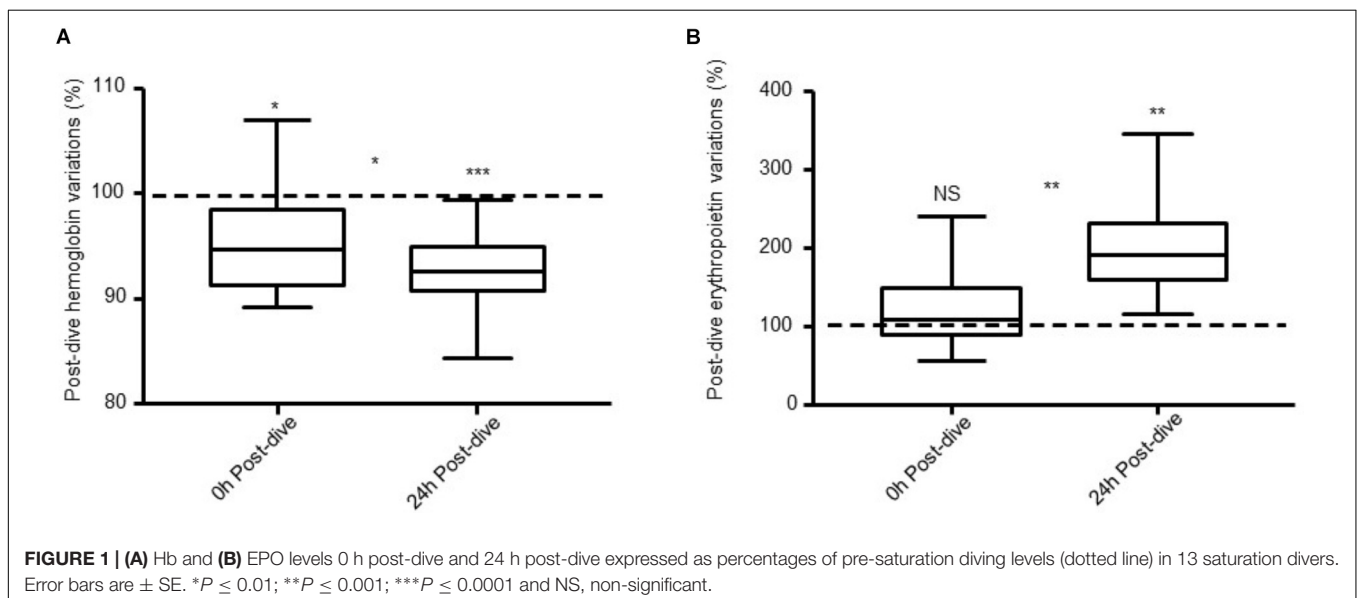 A
Post-dive hemoglobin variations (%)
110
100
90
80
*
*
***
0h Post-dive
24h Post-dive
B
Post-dive erythropoietin variations (%)
400
300
200
100
0
NS
**
**
0h Post-dive
24h Post-dive
FIGURE 1 | (A) Hb and (B) EPO levels 0 h post-dive and 24 h post-dive expressed as percentages of pre-saturation diving levels (dotted line) in 13 saturation divers.
Error bars are ± SE. *P ≤ 0.01; **P ≤ 0.001; ***P ≤ 0.0001 and NS, non-significant.